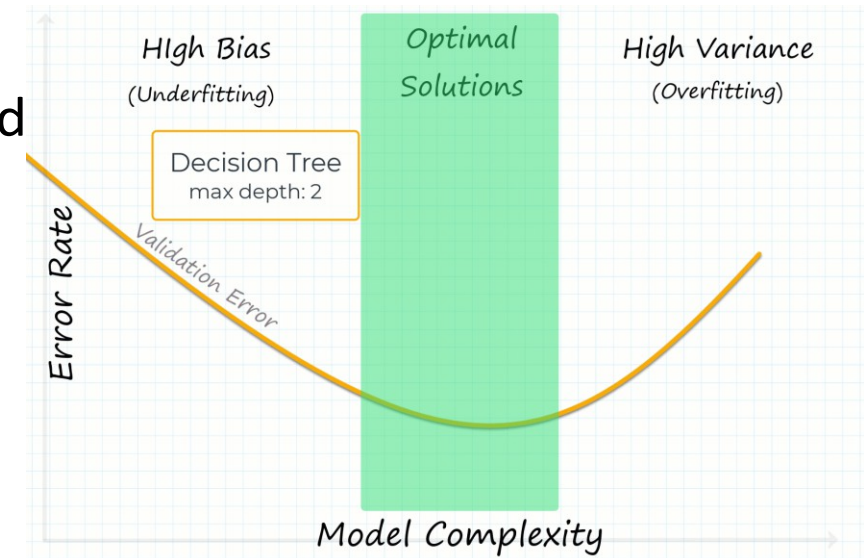 HIgh Bias
(Underfitting)
Optimal
Solutions
High Variance
(Overfitting)
d
Decision Tree
max depth: 2
Validation Error
Error Rate
Model Complexity